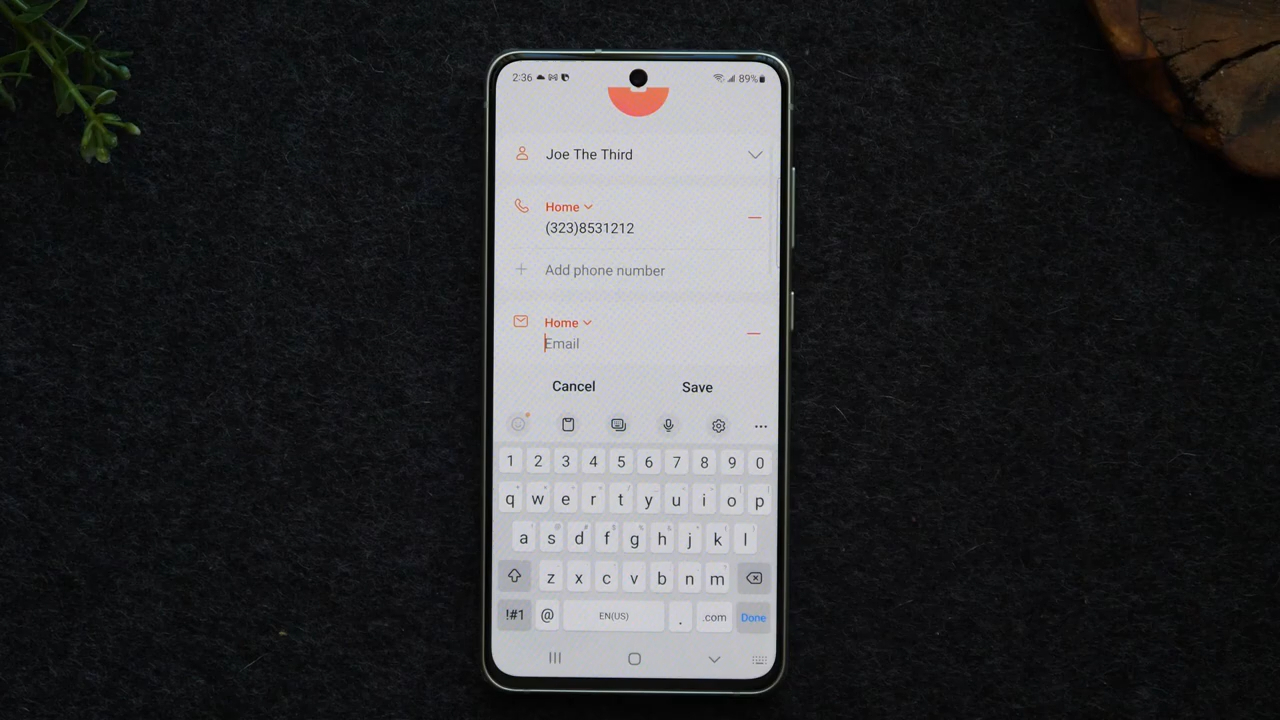 2:36 89%
Joe The Third
Home
(323)8531212
Add phone number
Home
Email
Cancel Save
1 2 3 4 5 6 7 8 9 0
q w e r t y u i o p
a s d f g h j k l
z x c v b n m
!#1 @ EN(US) . .com Done